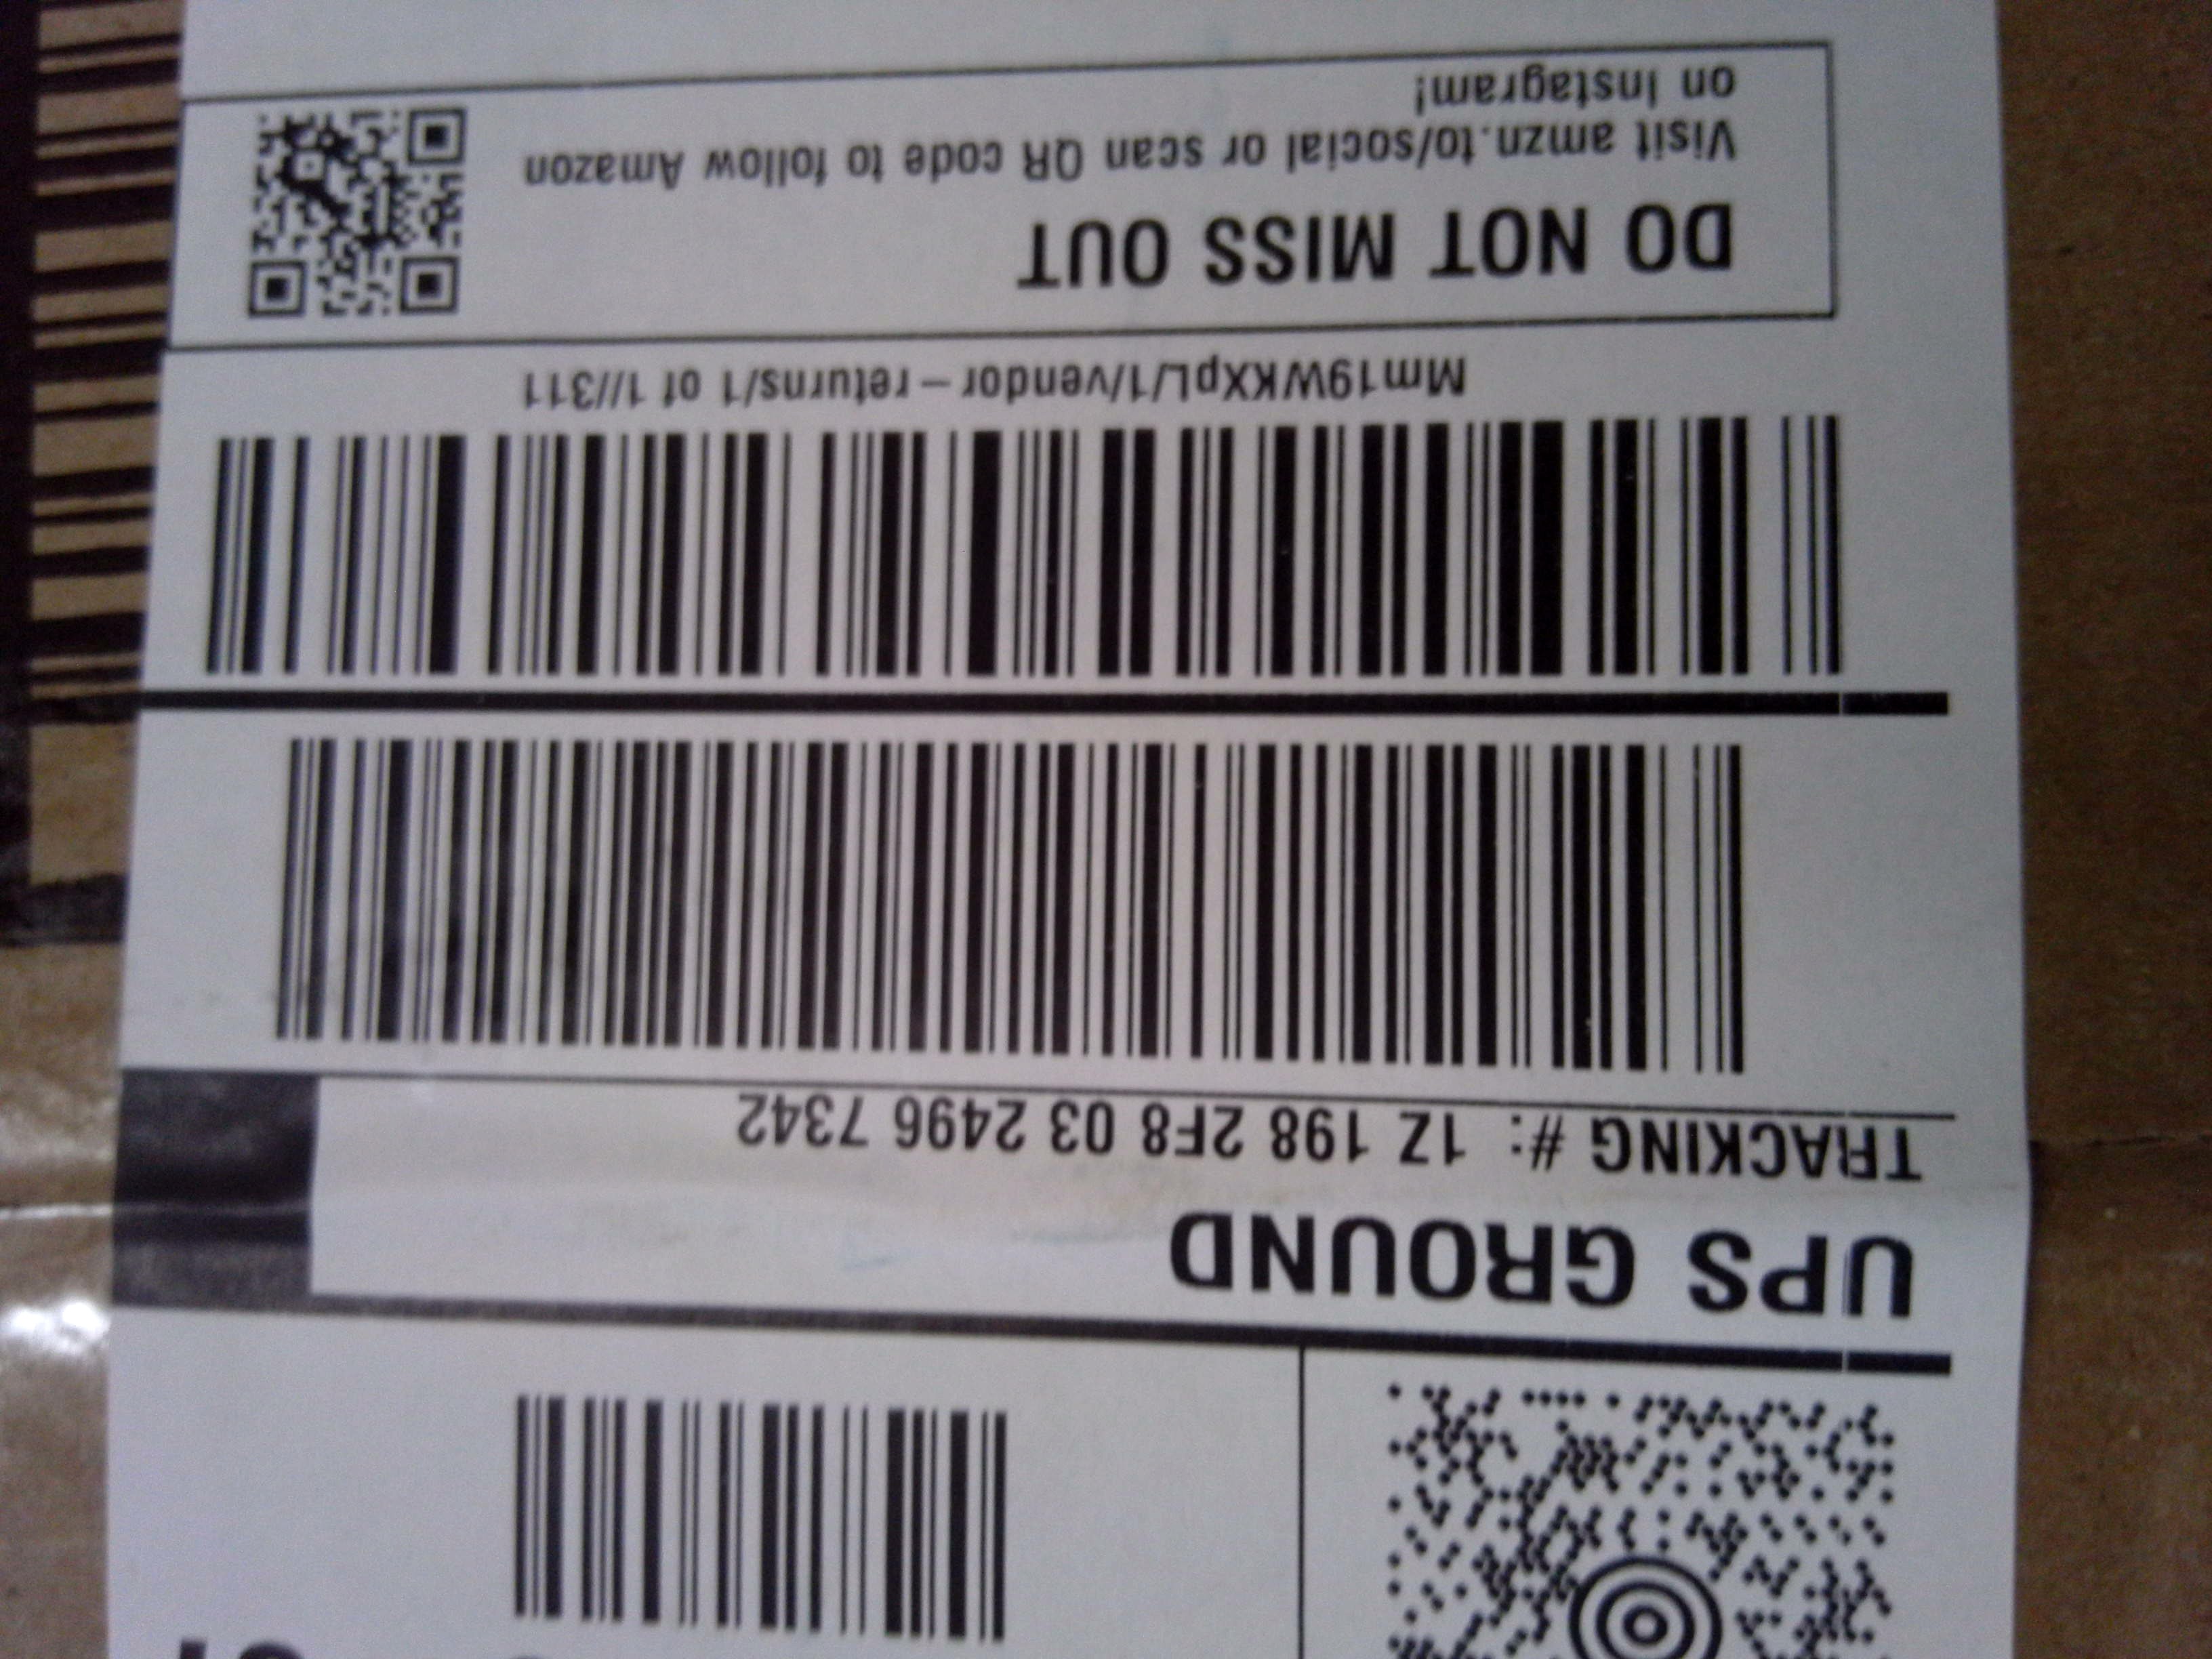 UPS GROUND
TRACKING #: 1Z 198 2F8 03 2496 7342
Mm19WKXpL/1/vendor-returns/1 of 1//311
DO NOT MISS OUT
Visit amzn.to/social or scan QR code to follow Amazon
on Instagram!